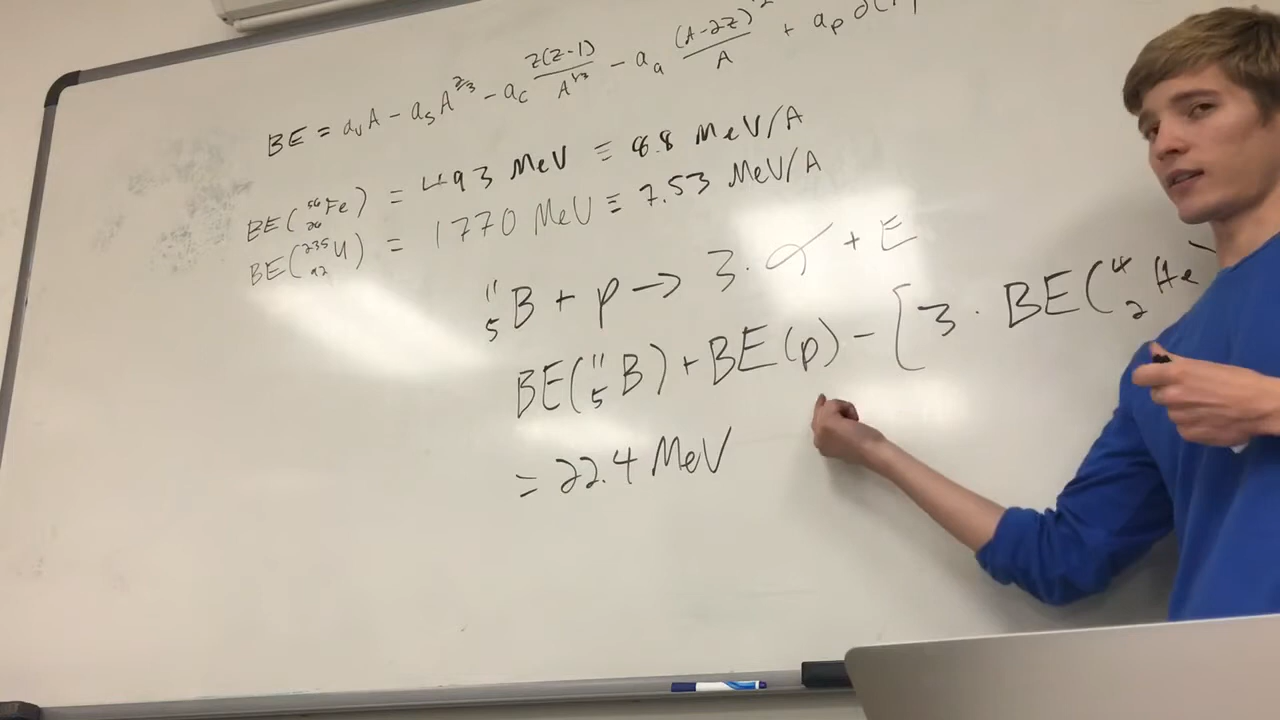 BE = a_v A - a_s A^{2/3} - a_c \frac{Z(Z-1)}{A^{1/3}} - a_a \frac{(A-2Z)^2}{A} + a_p δ(
BE(^{56}_{26}Fe) = 493 MeV ≡ 8.8 MeV/A
BE(^{235}_{92}U) = 1770 MeV ≡ 7.53 MeV/A
^{11}_{5}B + p → 3·α + E
BE(^{11}_{5}B) + BE(p) - [3 · BE(^{4}_{2}He)
= 22.4 MeV